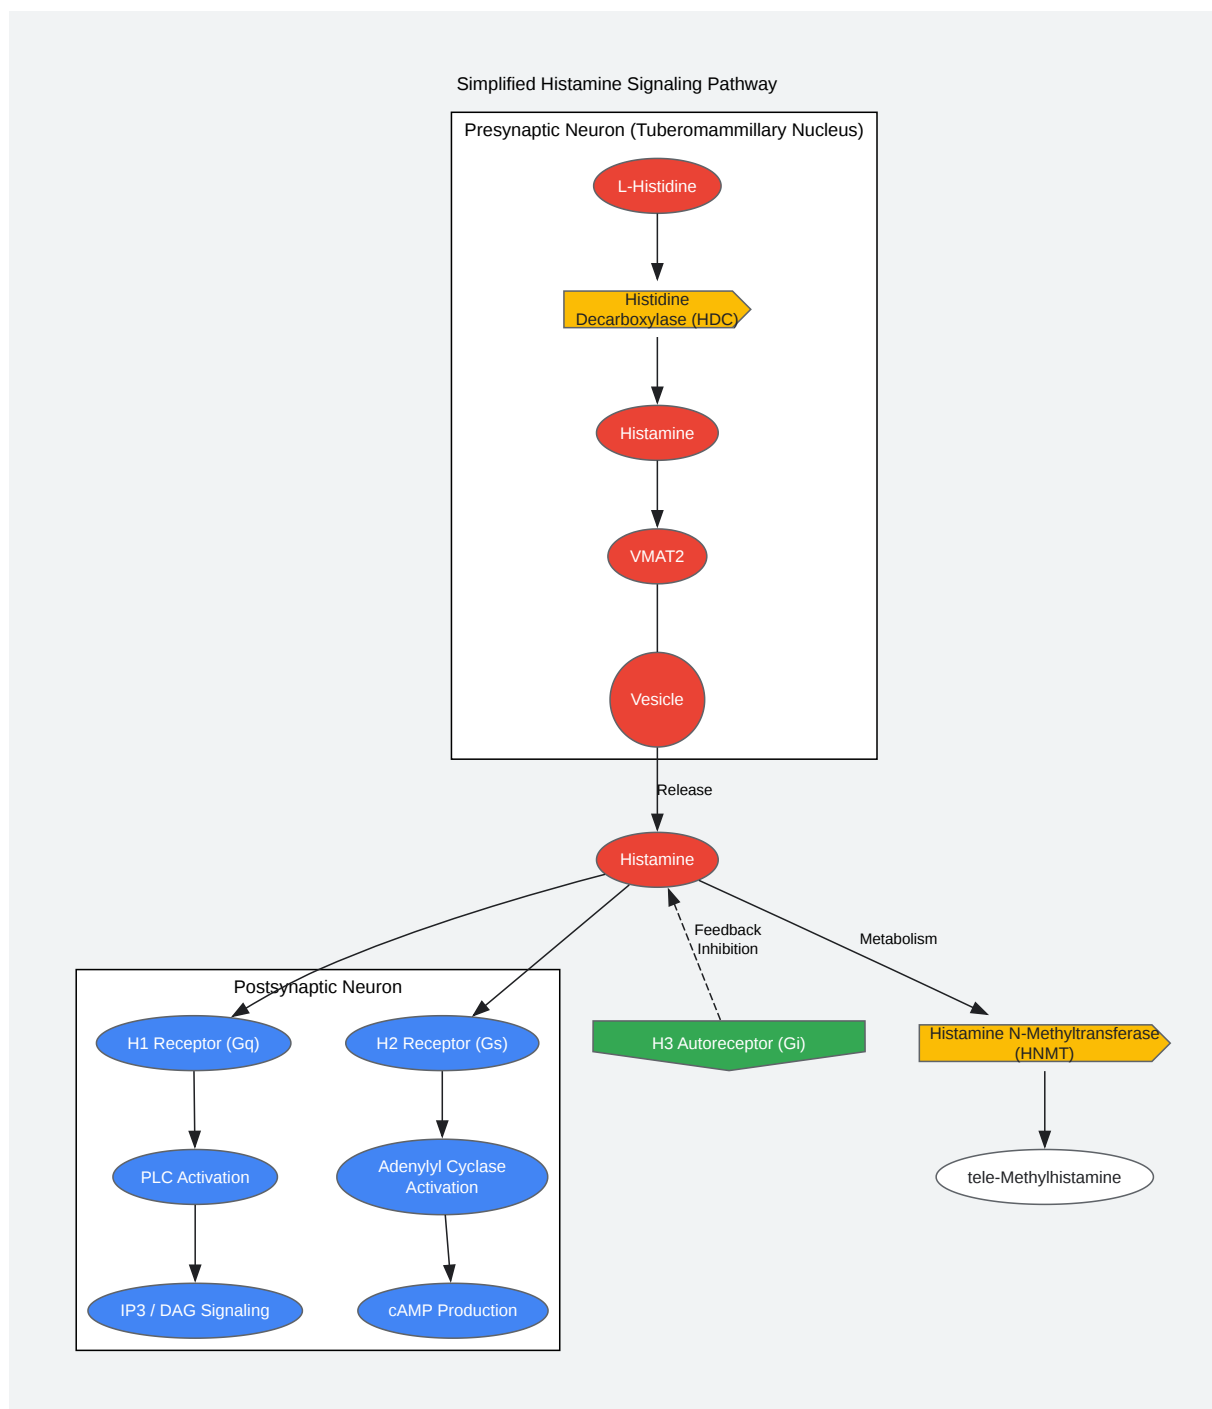 Simplified Histamine Signaling Pathway
Presynaptic Neuron (Tuberomammillary Nucleus)
L-Histidine
Histidine
Decarboxylase (HDC)
Histamine
VMAT2
Vesicle
Release
Histamine
Feedback
Inhibition
Metabolism
Postsynaptic Neuron
H1 Receptor (Gq)
H2 Receptor (Gs)
H3 Autoreceptor (Gi)
Histamine N-Methyltransferase
(HNMT)
PLC Activation
Adenylyl Cyclase
Activation
tele-Methylhistamine
IP3 / DAG Signaling
cAMP Production